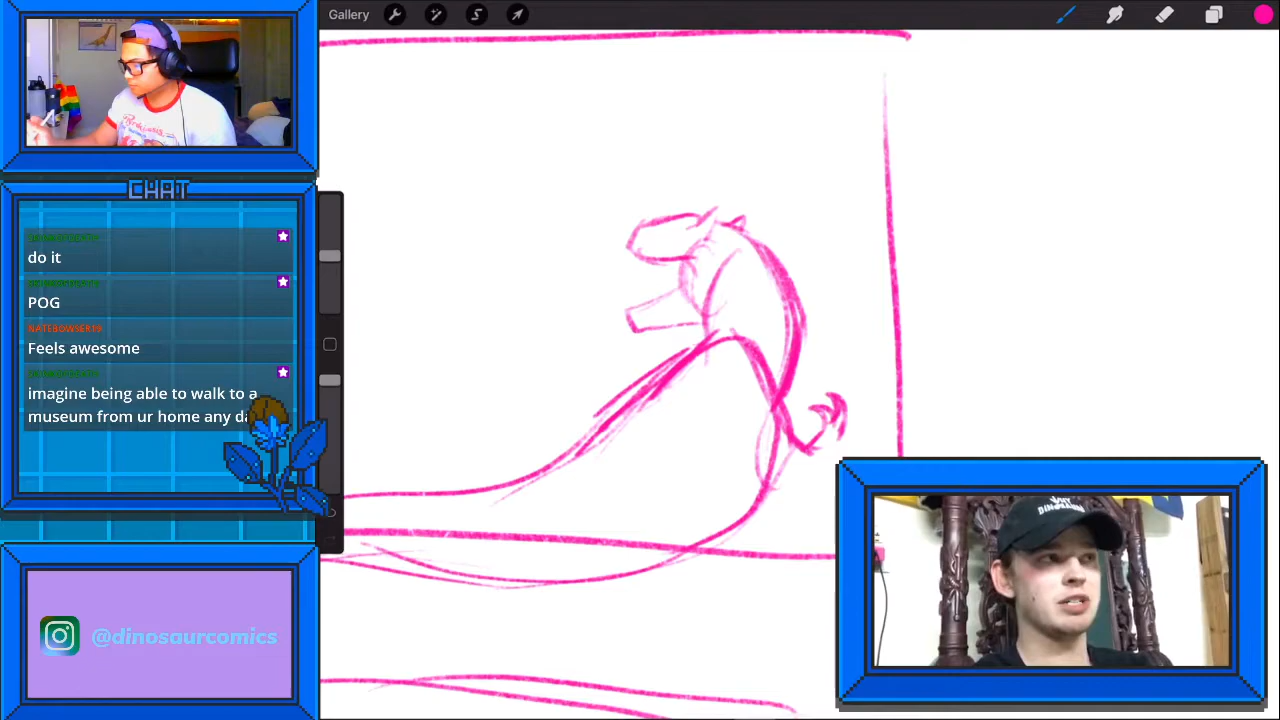 Gallery
CHAT
do it
POG
NATEBOWSER19
Feels awesome
imagine being able to walk to a
museum from ur home any da
@dinosaurcomics